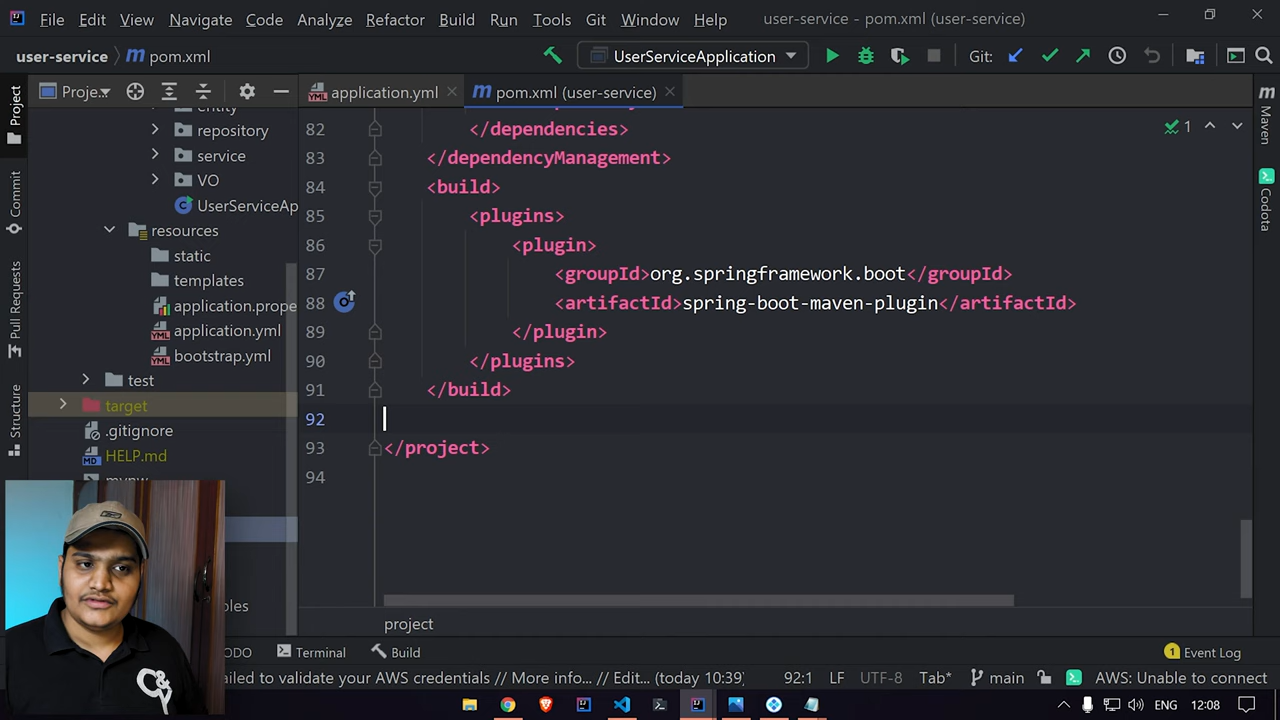 File Edit View Navigate Code Analyze Refactor Build Run Tools Git Window Help user-service - pom.xml (user-service)
user-service pom.xml UserServiceApplication Git:
Proje... application.yml pom.xml (user-service)
Project
Commit
Pull Requests
Structure
repository
service
VO
UserServiceAp
resources
static
templates
application.prope
application.yml
bootstrap.yml
test
target
.gitignore
HELP.md
82 </dependencies>
83 </dependencyManagement>
84 <build>
85 <plugins>
86 <plugin>
87 <groupId>org.springframework.boot</groupId>
88 <artifactId>spring-boot-maven-plugin</artifactId>
89 </plugin>
90 </plugins>
91 </build>
92
93 </project>
94
1
Maven
Codota
project
ODO Terminal Build 1 Event Log
ailed to validate your AWS credentials // More // Edit... (today 10:39) 92:1 LF UTF-8 Tab* main AWS: Unable to connect
ENG 12:08